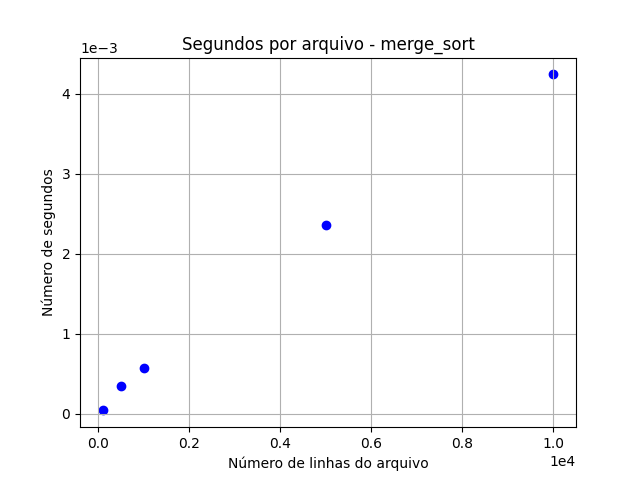 Segundos por arquivo - merge_sort
1e−3
4
3
2
1
0
Número de segundos
0.0 0.2 0.4 0.6 0.8 1.0
1e4
Número de linhas do arquivo